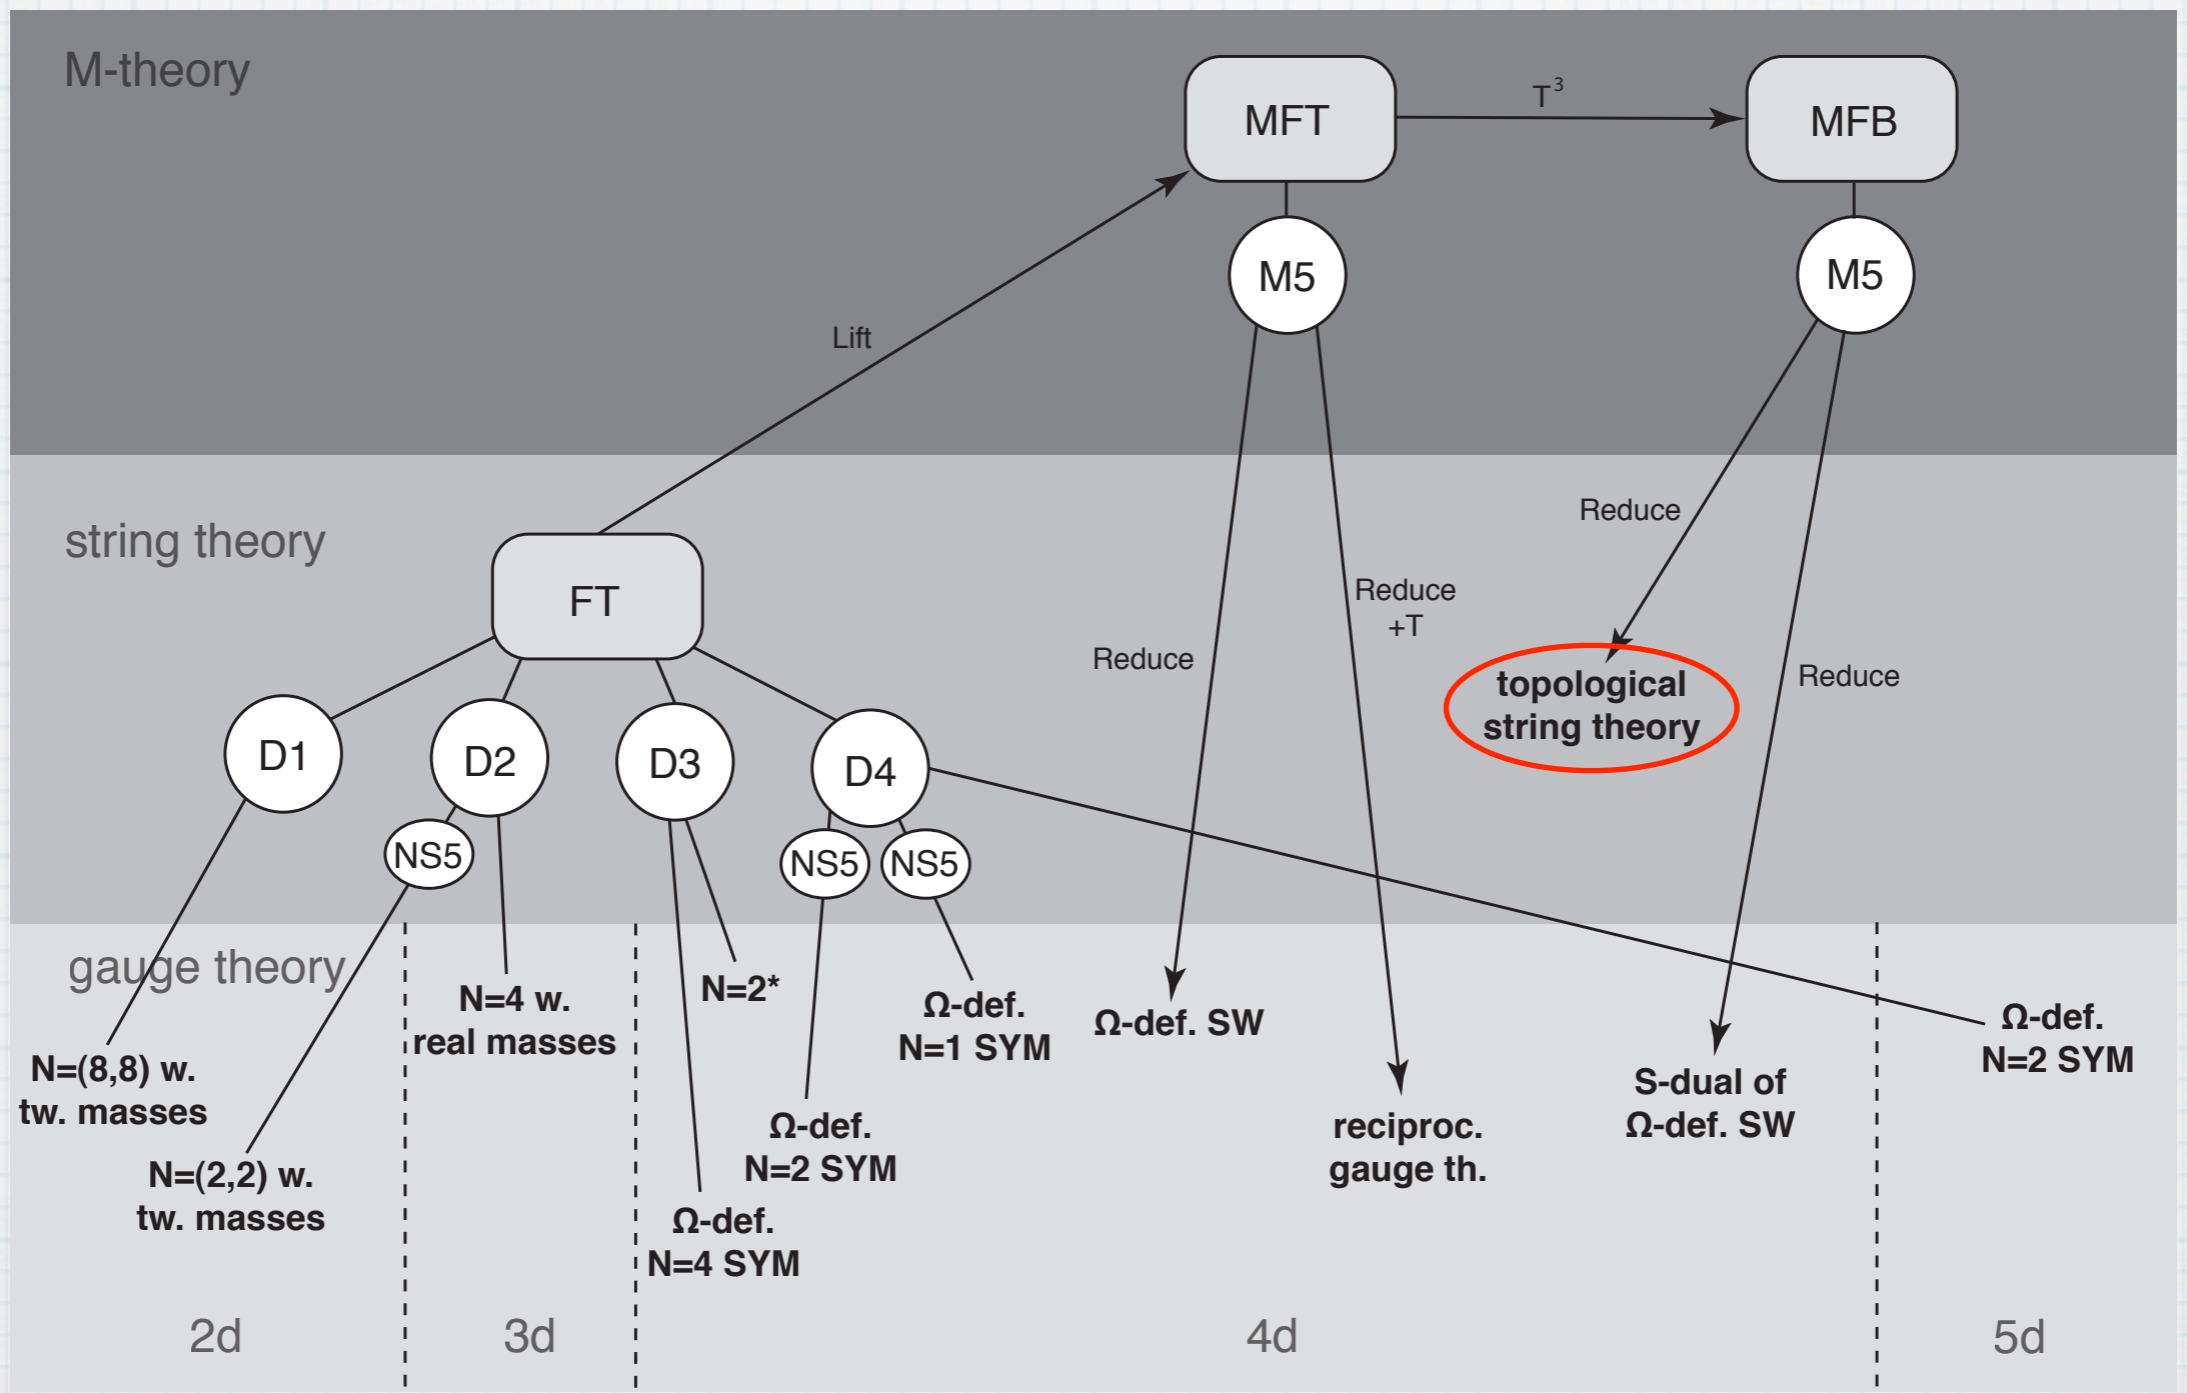 M-theory
MFT
T³
MFB
M5
M5
Lift
string theory
Reduce
FT
Reduce
+T
Reduce
topological
string theory
Reduce
D1
D2
D3
D4
NS5
NS5
NS5
gauge theory
N=4 w.
real masses
N=2*
Ω-def.
N=1 SYM
Ω-def. SW
Ω-def.
N=2 SYM
N=(8,8) w.
tw. masses
S-dual of
Ω-def. SW
N=(2,2) w.
tw. masses
Ω-def.
N=2 SYM
reciproc.
gauge th.
Ω-def.
N=4 SYM
2d
3d
4d
5d